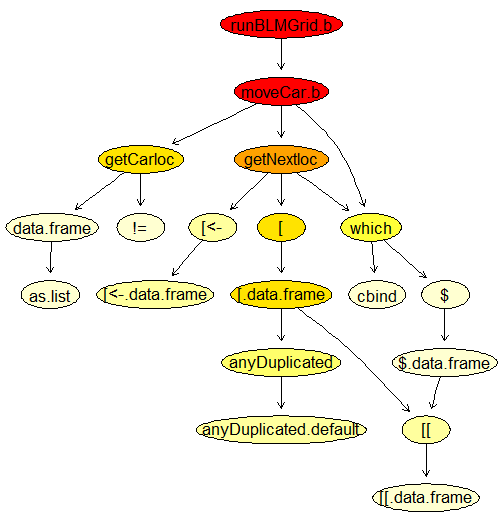 runBLMGrid.b
moveCar.b
getCarloc
getNextloc
data.frame
!=
[<-
[
which
as.list
[<-.data.frame
[.data.frame
cbind
$
anyDuplicated
$.data.frame
anyDuplicated.default
[[
[[.data.frame